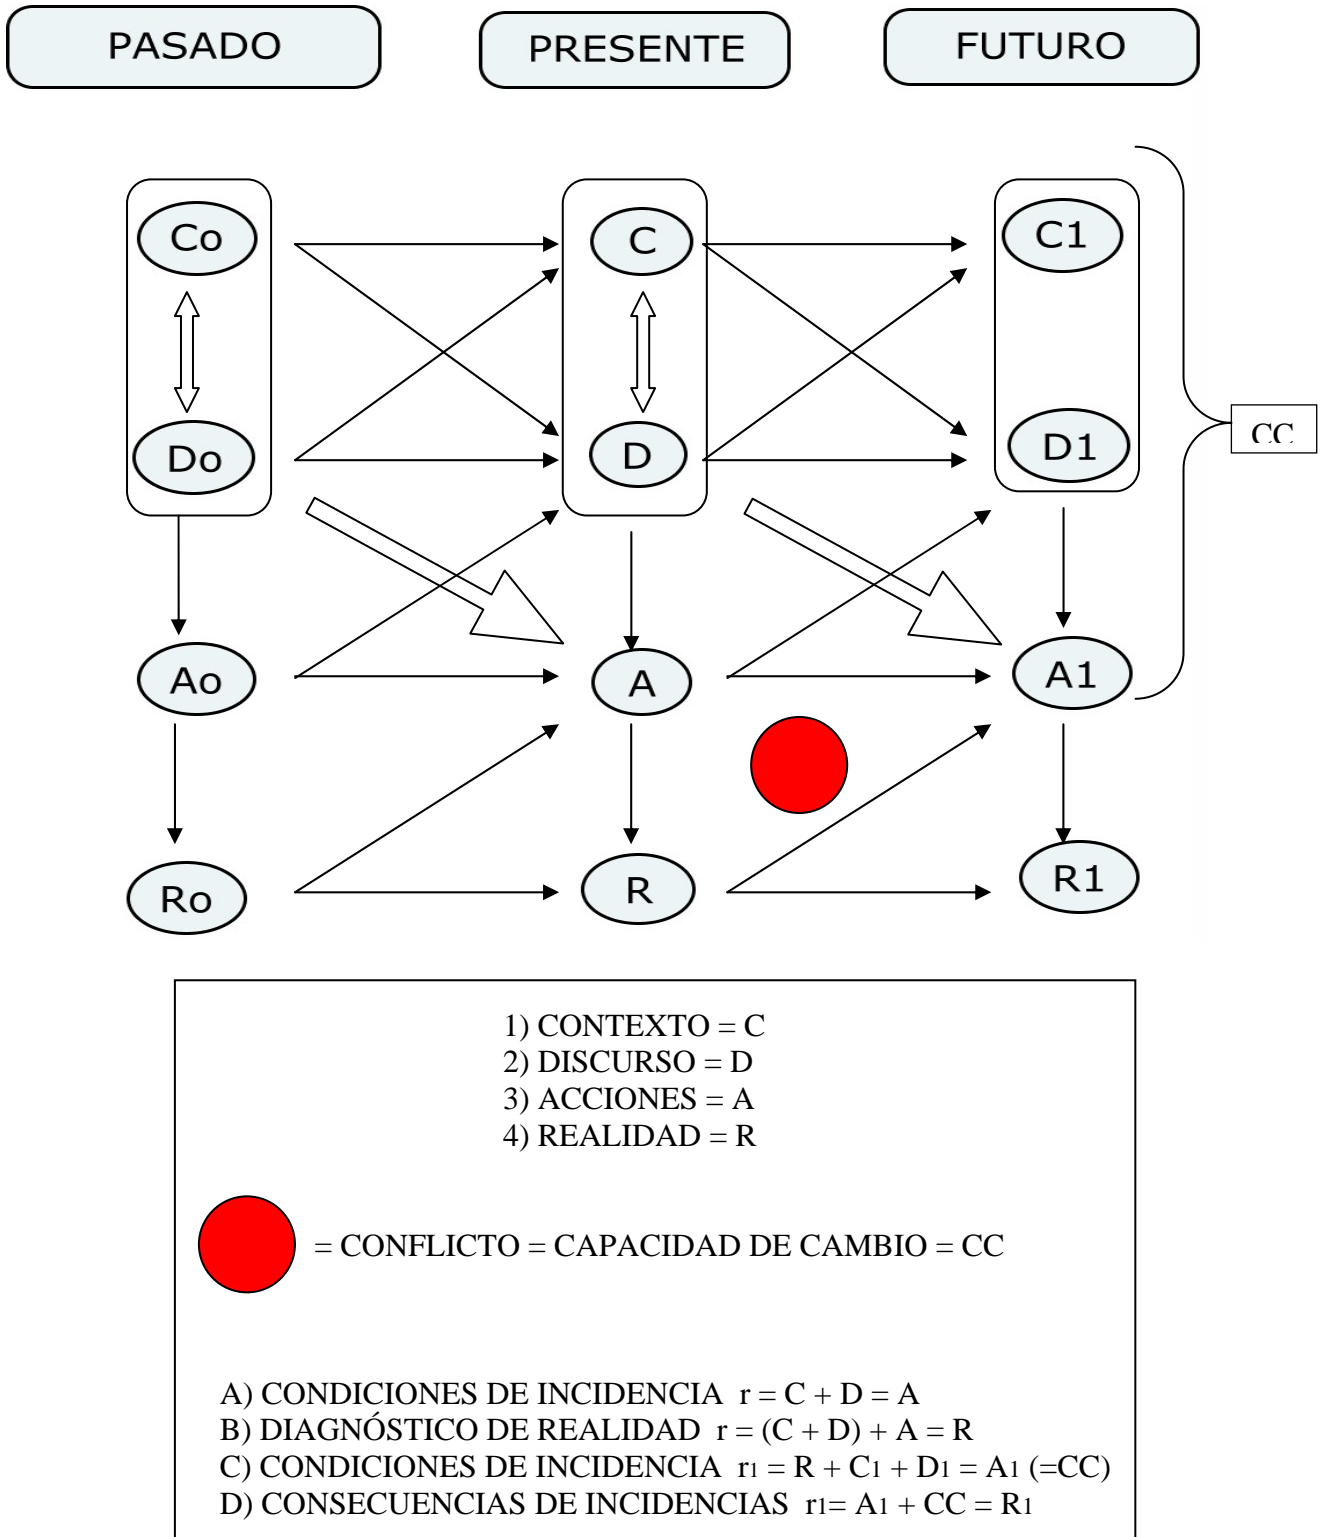 PASADO
PRESENTE
FUTURO
Co
C
C1
Do
D
D1
CC
Ao
A
A1
Ro
R
R1
1) CONTEXTO = C
2) DISCURSO = D
3) ACCIONES = A
4) REALIDAD = R
= CONFLICTO = CAPACIDAD DE CAMBIO = CC
A) CONDICIONES DE INCIDENCIA r = C + D = A
B) DIAGNÓSTICO DE REALIDAD r = (C + D) + A = R
C) CONDICIONES DE INCIDENCIA r1 = R + C1 + D1 = A1 (=CC)
D) CONSECUENCIAS DE INCIDENCIAS r1= A1 + CC = R1